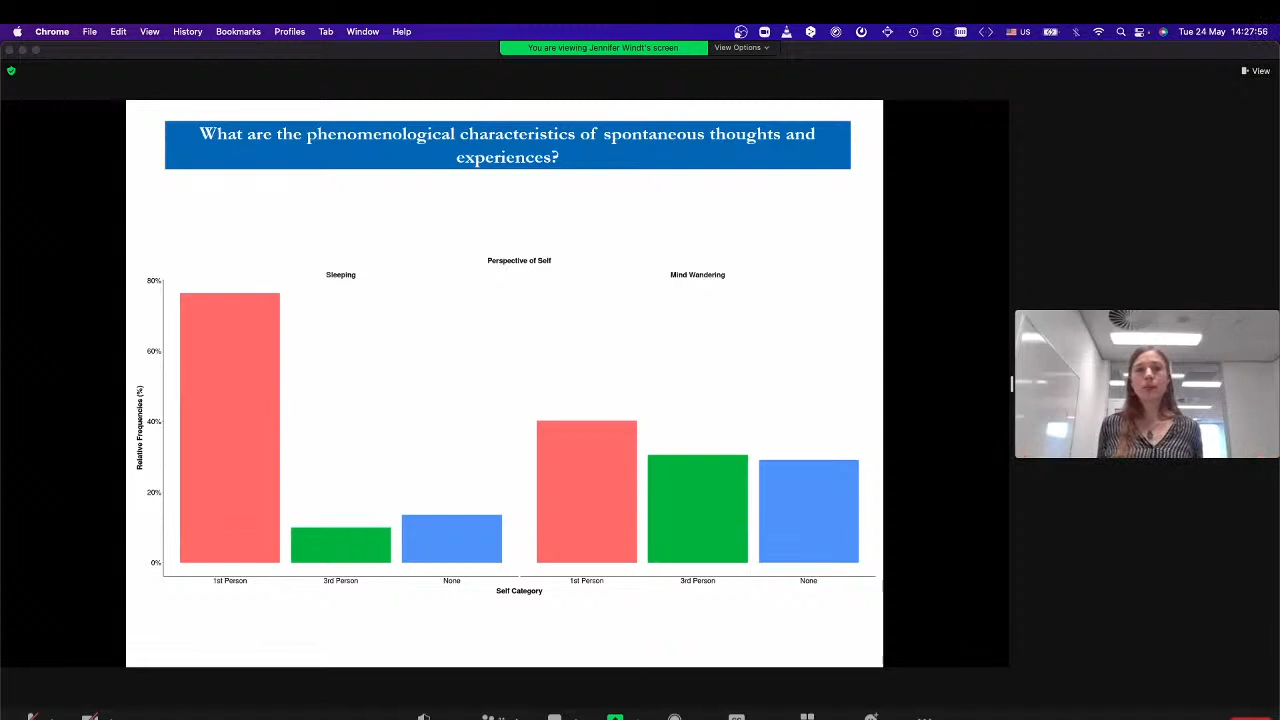 Chrome File Edit View History Bookmarks Profiles Tab Window Help US Tue 24 May 14:27:56
You are viewing Jennifer Windt's screen View Options
View
What are the phenomenological characteristics of spontaneous thoughts and
experiences?
Perspective of Self
Sleeping Mind Wandering
80%
60%
40%
20%
0%
Relative Frequencies (%)
1st Person 3rd Person None 1st Person 3rd Person None
Self Category